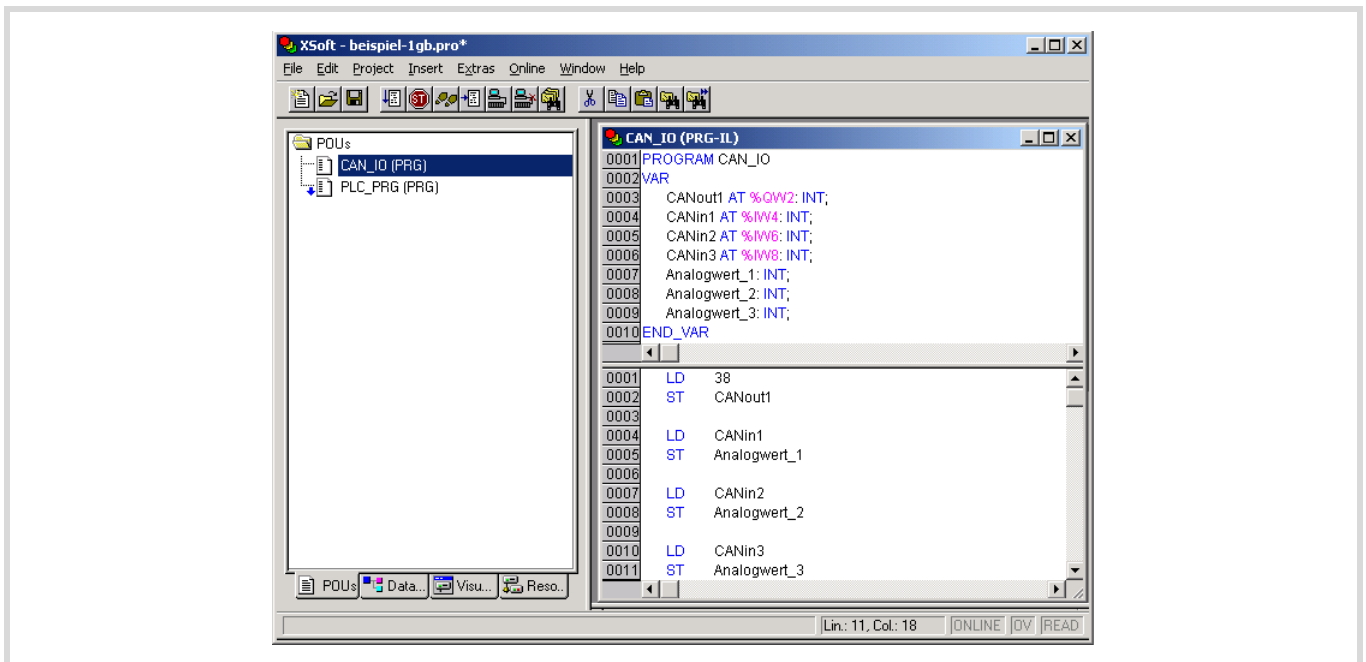 XSoft - beispiel-1gb.pro*
File Edit Project Insert Extras Online Window Help
ST
POUs
CAN_IO (PRG)
PLC_PRG (PRG)
POUs Data... Visu... Reso..
CAN_IO (PRG-IL)
0001 PROGRAM CAN_IO
0002 VAR
0003 CANout1 AT %QW2: INT;
0004 CANin1 AT %IW4: INT;
0005 CANin2 AT %IW6: INT;
0006 CANin3 AT %IW8: INT;
0007 Analogwert_1: INT;
0008 Analogwert_2: INT;
0009 Analogwert_3: INT;
0010 END_VAR
0001 LD 38
0002 ST CANout1
0003
0004 LD CANin1
0005 ST Analogwert_1
0006
0007 LD CANin2
0008 ST Analogwert_2
0009
0010 LD CANin3
0011 ST Analogwert_3
Lin.: 11, Col.: 18 ONLINE OV READ